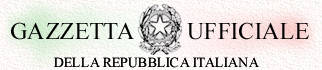 GAZZETTA UFFICIALE
DELLA REPUBBLICA ITALIANA